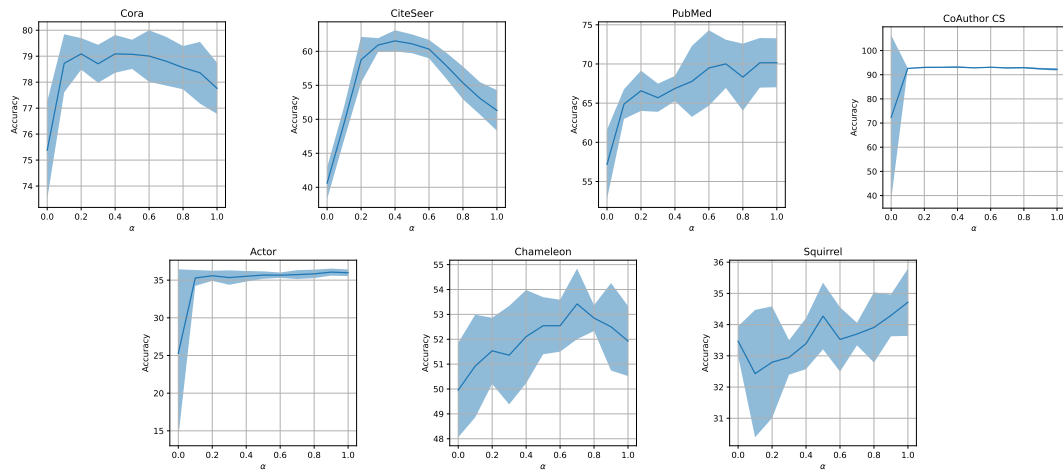 Cora
Accuracy
80
79
78
77
76
75
74
0.0 0.2 0.4 0.6 0.8 1.0
α
CiteSeer
Accuracy
60
55
50
45
40
0.0 0.2 0.4 0.6 0.8 1.0
α
PubMed
Accuracy
75
70
65
60
55
0.0 0.2 0.4 0.6 0.8 1.0
α
CoAuthor CS
Accuracy
100
90
80
70
60
50
40
0.0 0.2 0.4 0.6 0.8 1.0
α
Actor
Accuracy
35
30
25
20
15
0.0 0.2 0.4 0.6 0.8 1.0
α
Chameleon
Accuracy
55
54
53
52
51
50
49
48
0.0 0.2 0.4 0.6 0.8 1.0
α
Squirrel
Accuracy
36
35
34
33
32
31
0.0 0.2 0.4 0.6 0.8 1.0
α